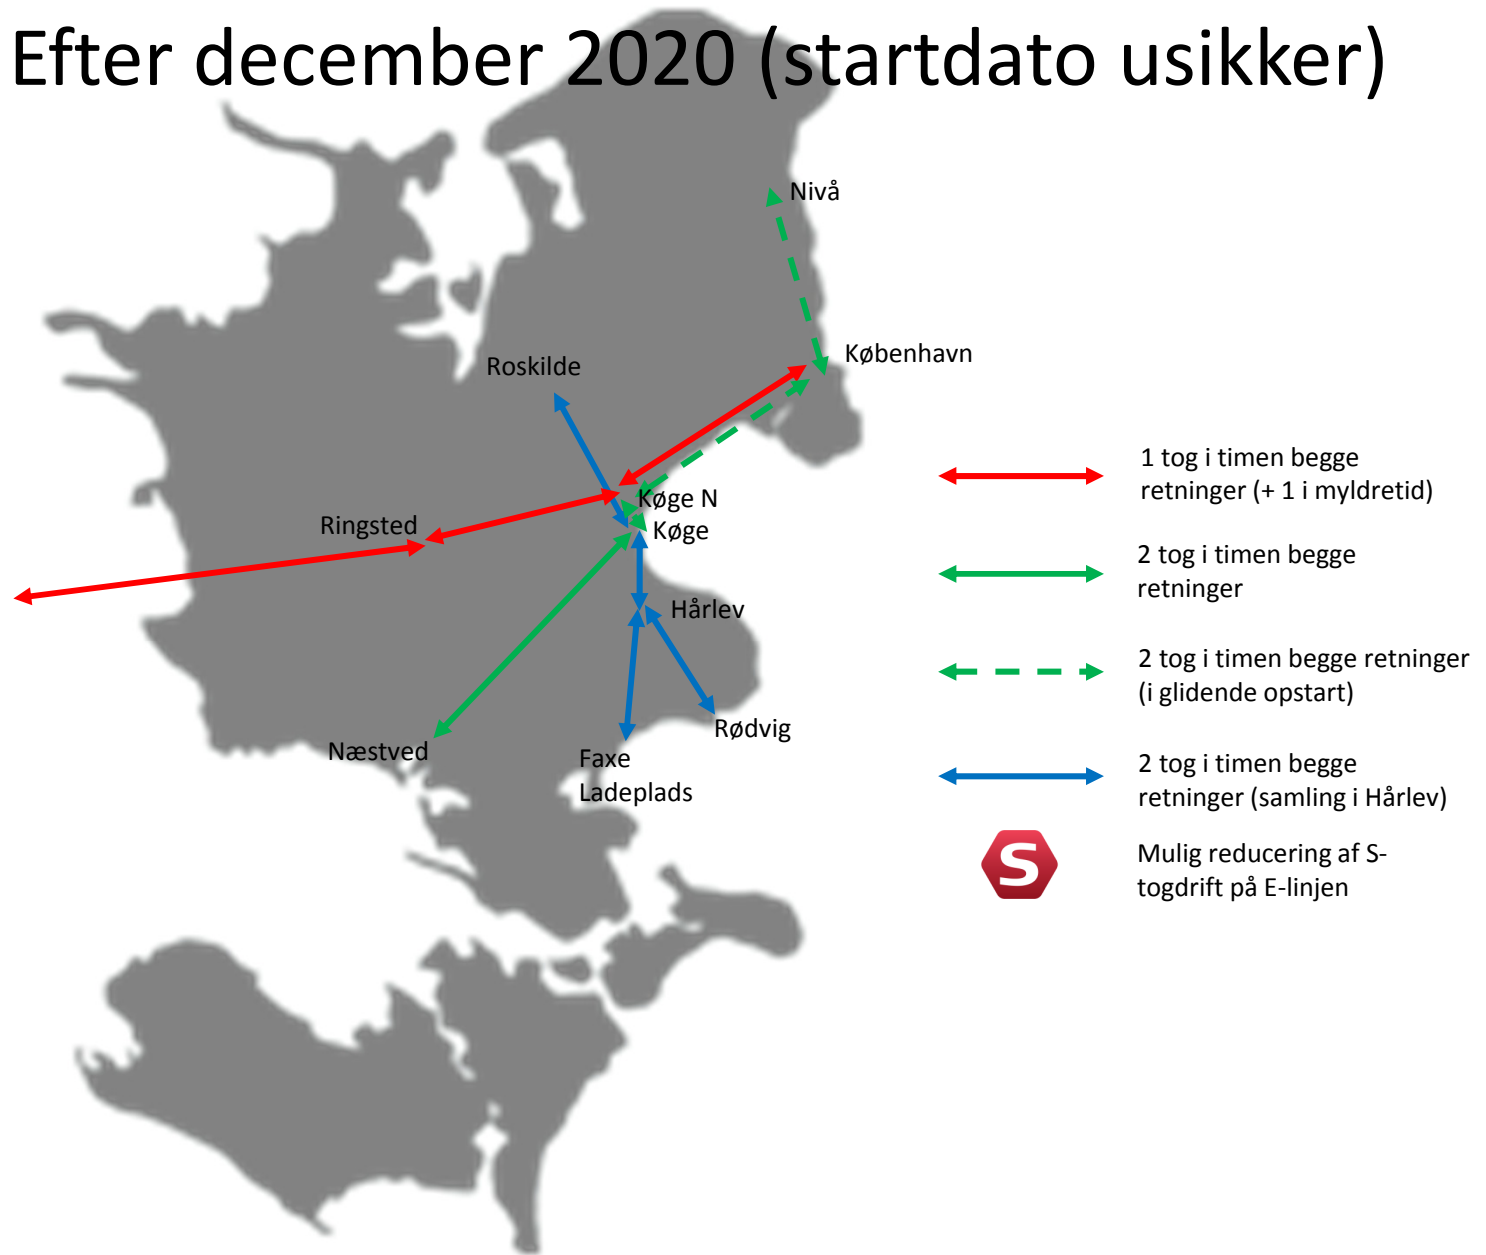 Efter december 2020 (startdato usikker)
Nivå
København
Roskilde
Køge N
Ringsted
Køge
Hårlev
Rødvig
Næstved
Faxe
Ladeplads
1 tog i timen begge
retninger (+ 1 i myldretid)
2 tog i timen begge
retninger
2 tog i timen begge retninger
(i glidende opstart)
2 tog i timen begge
retninger (samling i Hårlev)
S
Mulig reducering af S-
togdrift på E-linjen